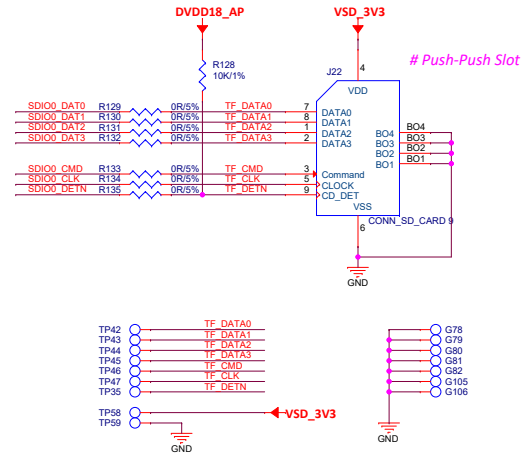 DVDD18_AP
VSD_3V3
R128
10K/1%
# Push-Push Slot
J22
4
VDD
SDIO0_DAT0 R129 0R/5% TF_DATA0 7 DATA0
SDIO0_DAT1 R130 0R/5% TF_DATA1 8 DATA1
SDIO0_DAT2 R131 0R/5% TF_DATA2 1 DATA2 BO4 BO4
SDIO0_DAT3 R132 0R/5% TF_DATA3 2 DATA3 BO3 BO3
BO2 BO2
BO1 BO1
SDIO0_CMD R133 0R/5% TF_CMD 3 Command
SDIO0_CLK R134 0R/5% TF_CLK 5 CLOCK
SDIO0_DETN R135 0R/5% TF_DETN 9 CD_DET
VSS
6
CONN_SD_CARD 9
GND
TP42 TF_DATA0
TP43 TF_DATA1
TP44 TF_DATA2
TP45 TF_DATA3
TP46 TF_CMD
TP47 TF_CLK
TP35 TF_DETN
TP58 VSD_3V3
TP59
GND
G78
G79
G80
G81
G82
G105
G106
GND